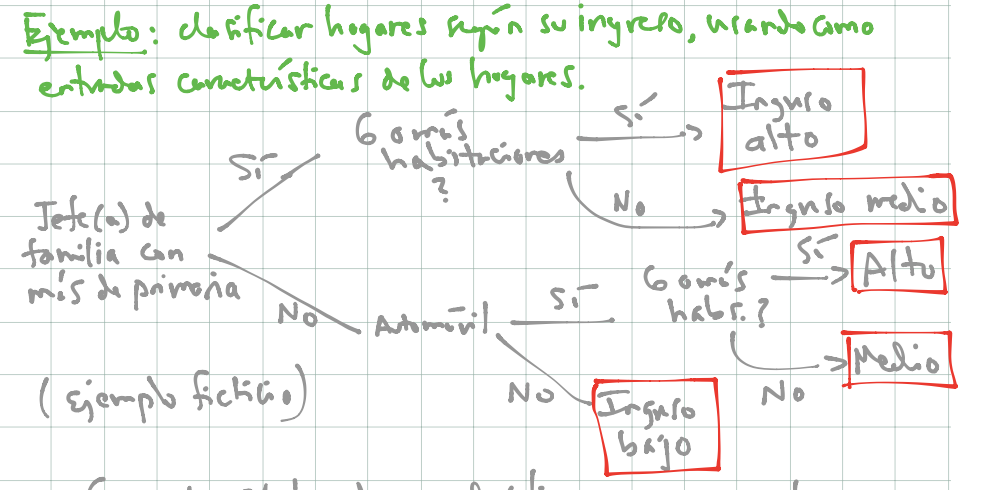 Ejemplo: clasificar hogares según su ingreso, usando como
entradas características de los hogares.
Jefe(a) de
familia con
más de primaria
Sí
6 o más
habitaciones
?
Sí
Ingreso
alto
No
Ingreso medio
No
Automóvil
Sí
6 o más
habs.?
Sí
Alto
No
Medio
No
Ingreso
bajo
(Ejemplo ficticio)